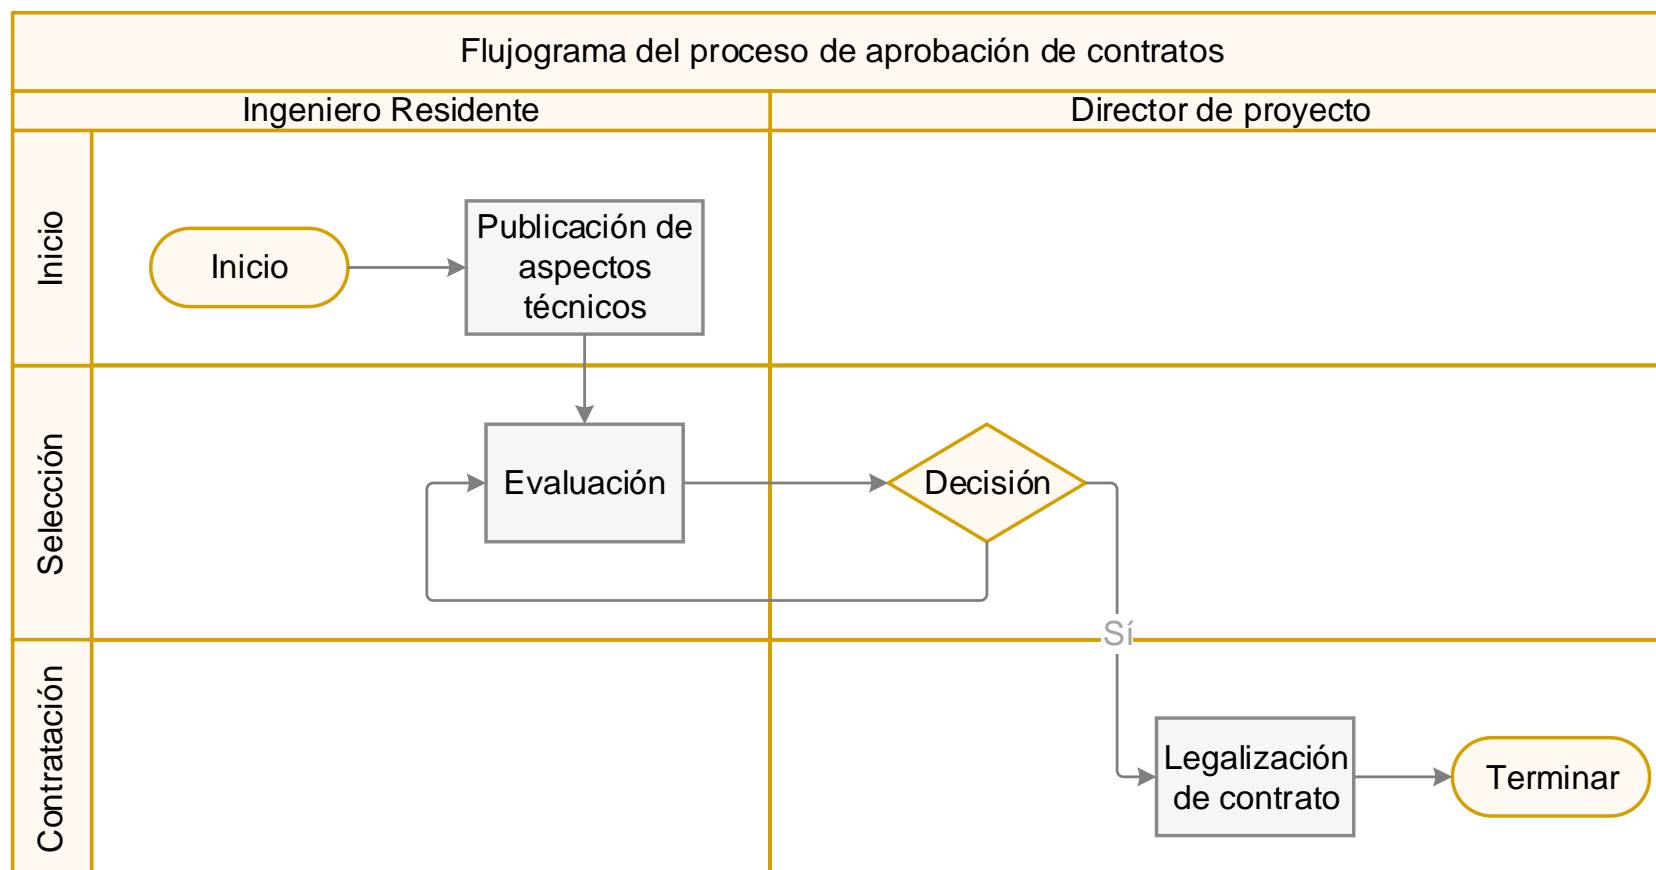 Flujograma del proceso de aprobación de contratos
Ingeniero Residente
Director de proyecto
Inicio
Inicio
Publicación de
aspectos
técnicos
Selección
Evaluación
Decisión
Sí
Contratación
Legalización
de contrato
Terminar